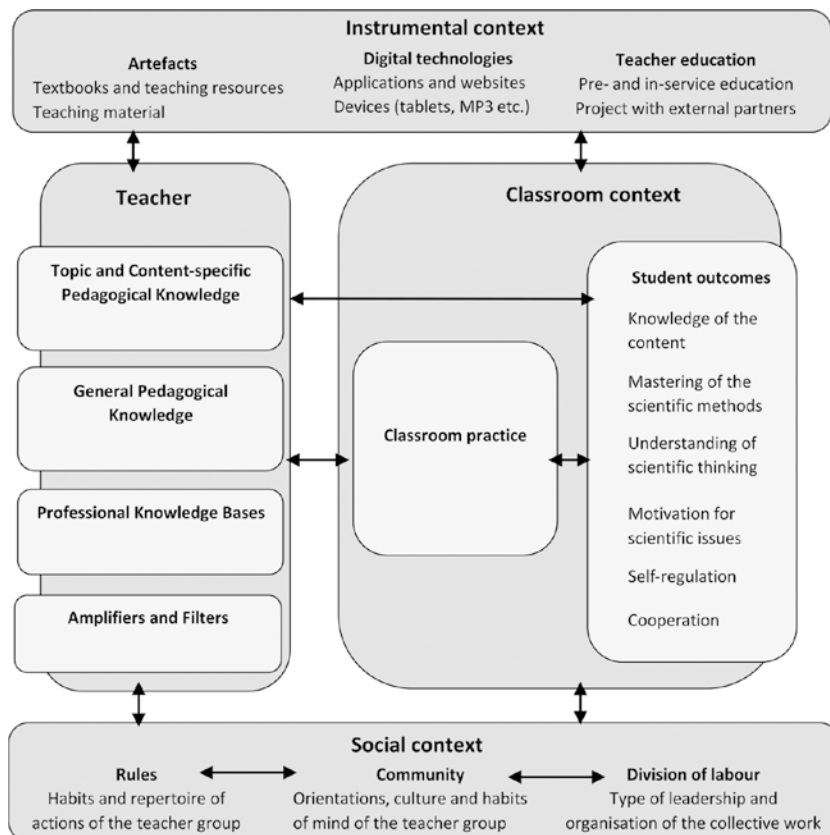 Instrumental context
Artefacts
Textbooks and teaching resources
Teaching material
Digital technologies
Applications and websites
Devices (tablets, MP3 etc.)
Teacher education
Pre- and in-service education
Project with external partners
Teacher
Topic and Content-specific
Pedagogical Knowledge
General Pedagogical
Knowledge
Professional Knowledge Bases
Amplifiers and Filters
Classroom context
Classroom practice
Student outcomes
Knowledge of the
content
Mastering of the
scientific methods
Understanding of
scientific thinking
Motivation for
scientific issues
Self-regulation
Cooperation
Social context
Rules
Habits and repertoire of
actions of the teacher group
Community
Orientations, culture and habits
of mind of the teacher group
Division of labour
Type of leadership and
organisation of the collective work